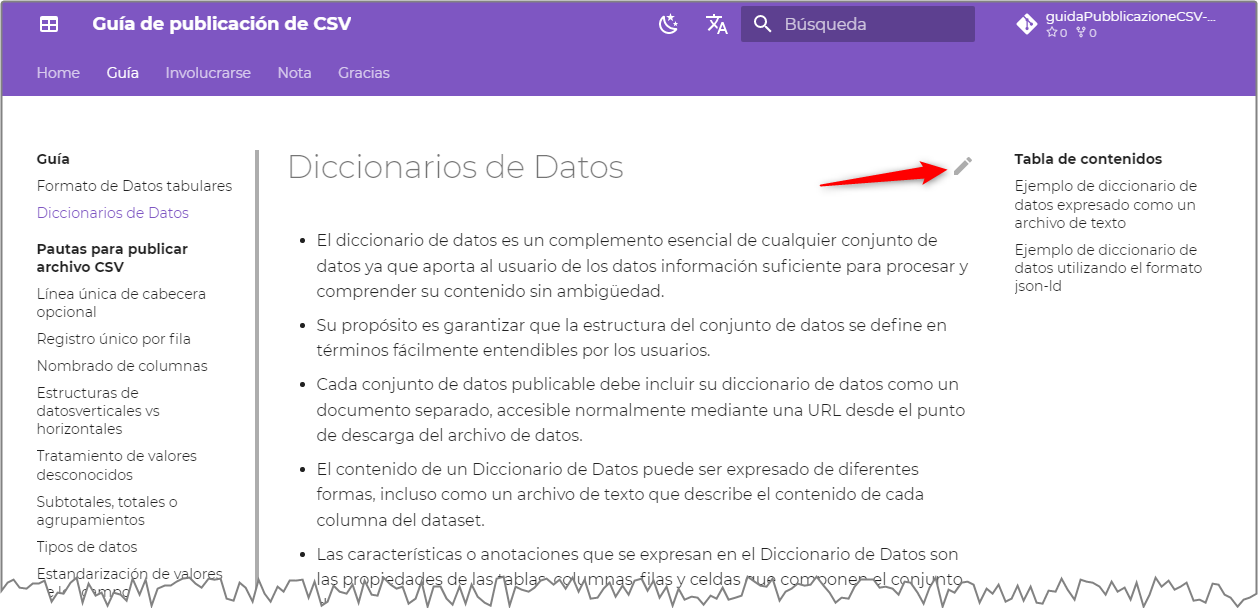 Guía de publicación de CSV
Búsqueda
guidaPubblicazioneCSV-...
0 0
Home Guía Involucrarse Nota Gracias
Guía
Formato de Datos tabulares
Diccionarios de Datos
Pautas para publicar
archivo CSV
Línea única de cabecera
opcional
Registro único por fila
Nombrado de columnas
Estructuras de
datosverticales vs
horizontales
Tratamiento de valores
desconocidos
Subtotales, totales o
agrupamientos
Tipos de datos
Estandarización de valores
Diccionarios de Datos
El diccionario de datos es un complemento esencial de cualquier conjunto de
datos ya que aporta al usuario de los datos información suficiente para procesar y
comprender su contenido sin ambigüedad.
Su propósito es garantizar que la estructura del conjunto de datos se define en
términos fácilmente entendibles por los usuarios.
Cada conjunto de datos publicable debe incluir su diccionario de datos como un
documento separado, accesible normalmente mediante una URL desde el punto
de descarga del archivo de datos.
El contenido de un Diccionario de Datos puede ser expresado de diferentes
formas, incluso como un archivo de texto que describe el contenido de cada
columna del dataset.
Las características o anotaciones que se expresan en el Diccionario de Datos son
las propiedades de las tablas, columnas, filas y celdas que componen el conjunto
Tabla de contenidos
Ejemplo de diccionario de
datos expresado como un
archivo de texto
Ejemplo de diccionario de
datos utilizando el formato
json-ld